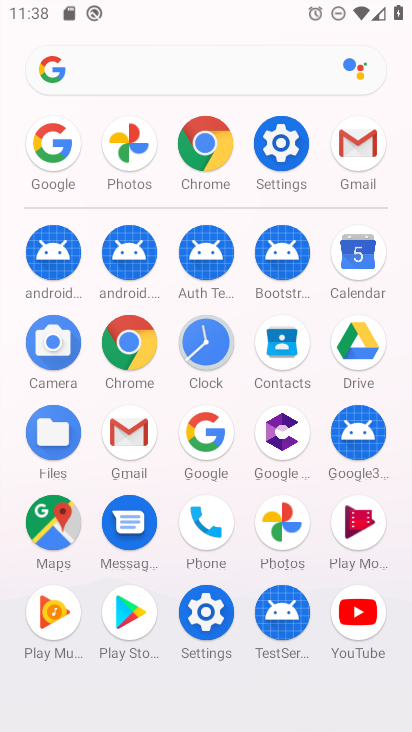 11:38
Google Photos Chrome Settings Gmail
android... android.... Auth Te... Bootstr... Calendar
5
Camera Chrome Clock Contacts Drive
Files Gmail Google Google ... Google3...
G
Maps Messag... Phone Photos Play Mo...
Play Mu... Play Sto... Settings TestSer... YouTube